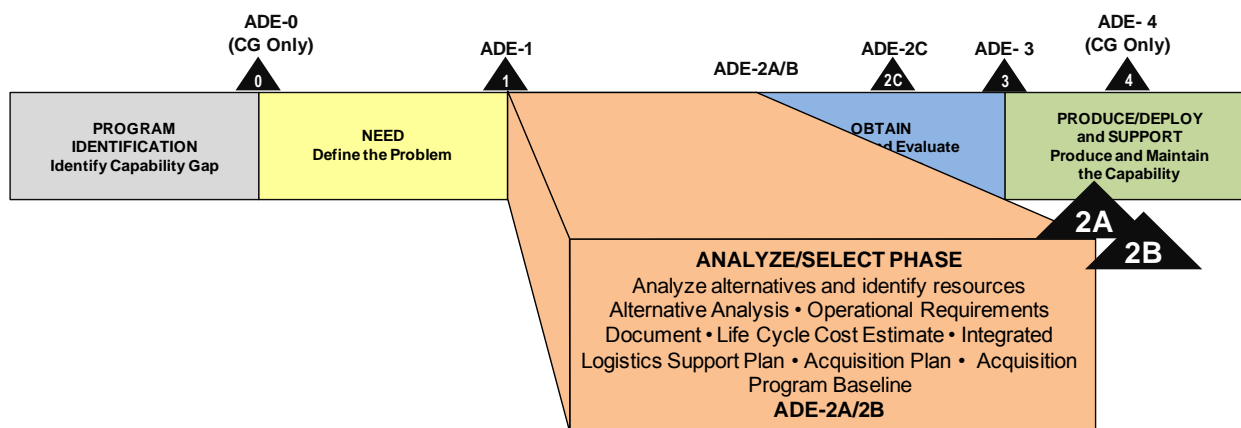 ADE-0
(CG Only)
ADE-1
ADE-2A/B
ADE-2C
ADE- 3
ADE- 4
(CG Only)
0
1
2C
3
4
PROGRAM
IDENTIFICATION
Identify Capability Gap
NEED
Define the Problem
OBTAIN
Evaluate
PRODUCE/DEPLOY
and SUPPORT
Produce and Maintain
the Capability
2A
2B
ANALYZE/SELECT PHASE
Analyze alternatives and identify resources
Alternative Analysis • Operational Requirements
Document • Life Cycle Cost Estimate • Integrated
Logistics Support Plan • Acquisition Plan • Acquisition
Program Baseline
ADE-2A/2B